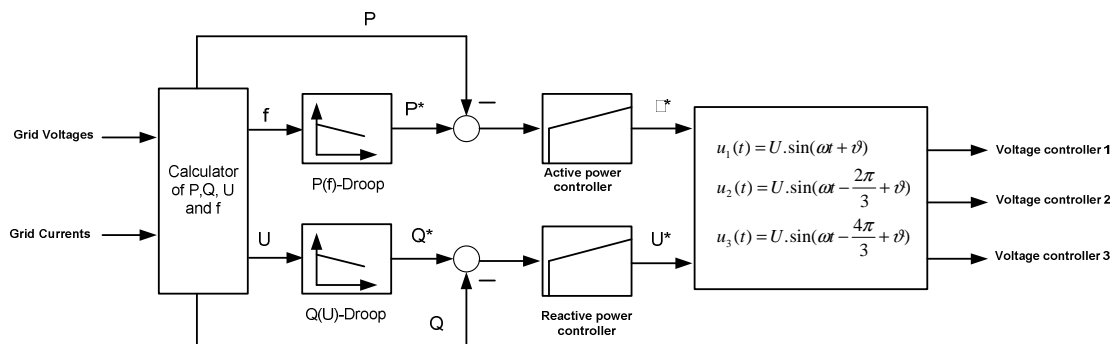 P
Grid Voltages
Grid Currents
Calculator
of P,Q, U
and f
f
P(f)-Droop
P*
−
Active power
controller
□*
U
Q(U)-Droop
Q*
−
Q
Reactive power
controller
U*
u₁(t) = U.sin(ωt + ϑ)
u₂(t) = U.sin(ωt − 2π/3 + ϑ)
u₃(t) = U.sin(ωt − 4π/3 + ϑ)
Voltage controller 1
Voltage controller 2
Voltage controller 3